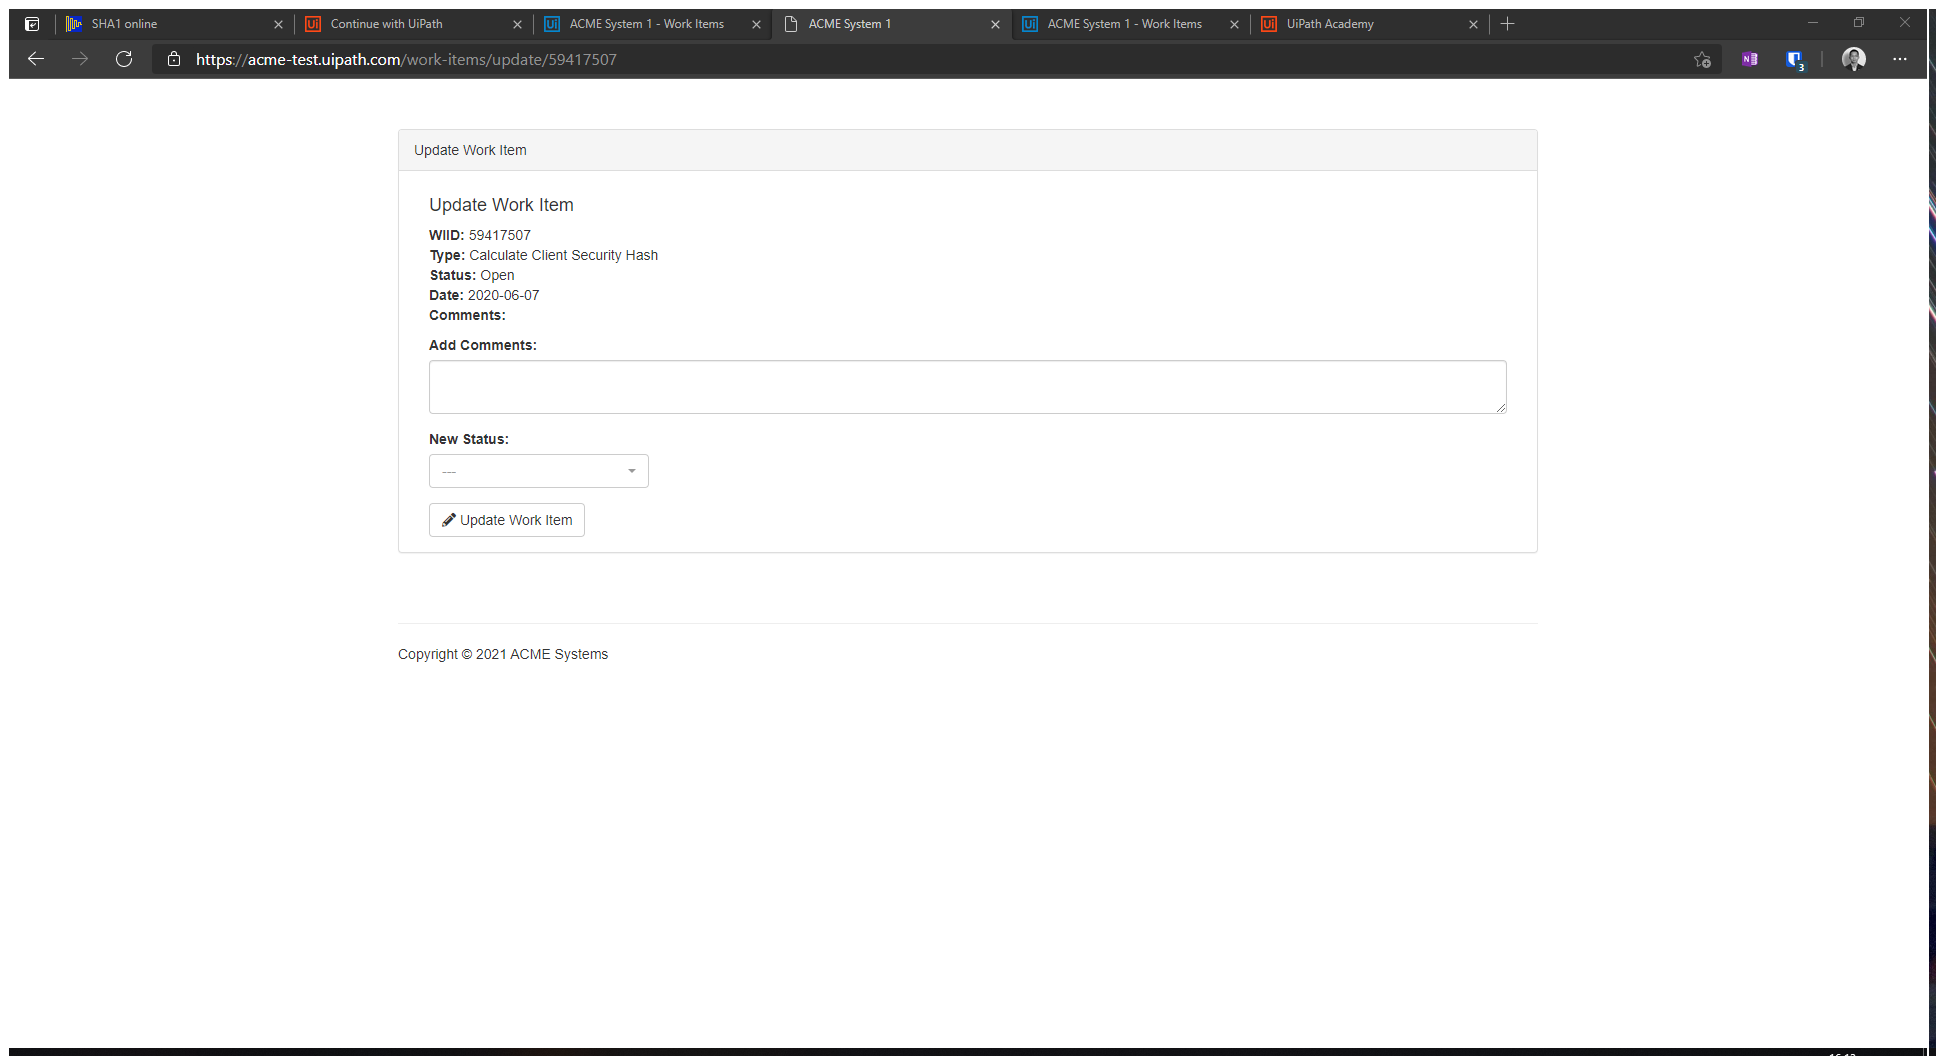 SHA1 online
Continue with UiPath
ACME System 1 - Work Items
ACME System 1
ACME System 1 - Work Items
UiPath Academy
https://acme-test.uipath.com/work-items/update/59417507
N
3
Update Work Item
Update Work Item
WIID: 59417507
Type: Calculate Client Security Hash
Status: Open
Date: 2020-06-07
Comments:
Add Comments:
New Status:
---
Update Work Item
Copyright © 2021 ACME Systems